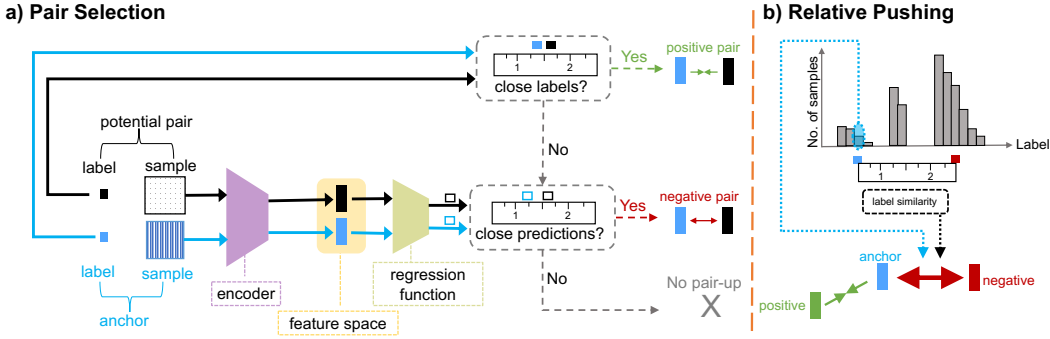 a) Pair Selection
b) Relative Pushing
potential pair
label
sample
label
sample
anchor
encoder
feature space
regression
function
1
2
close labels?
Yes
positive pair
No
1
2
close predictions?
Yes
negative pair
No
No pair-up
X
No. of samples
Label
1
2
label similarity
anchor
negative
positive